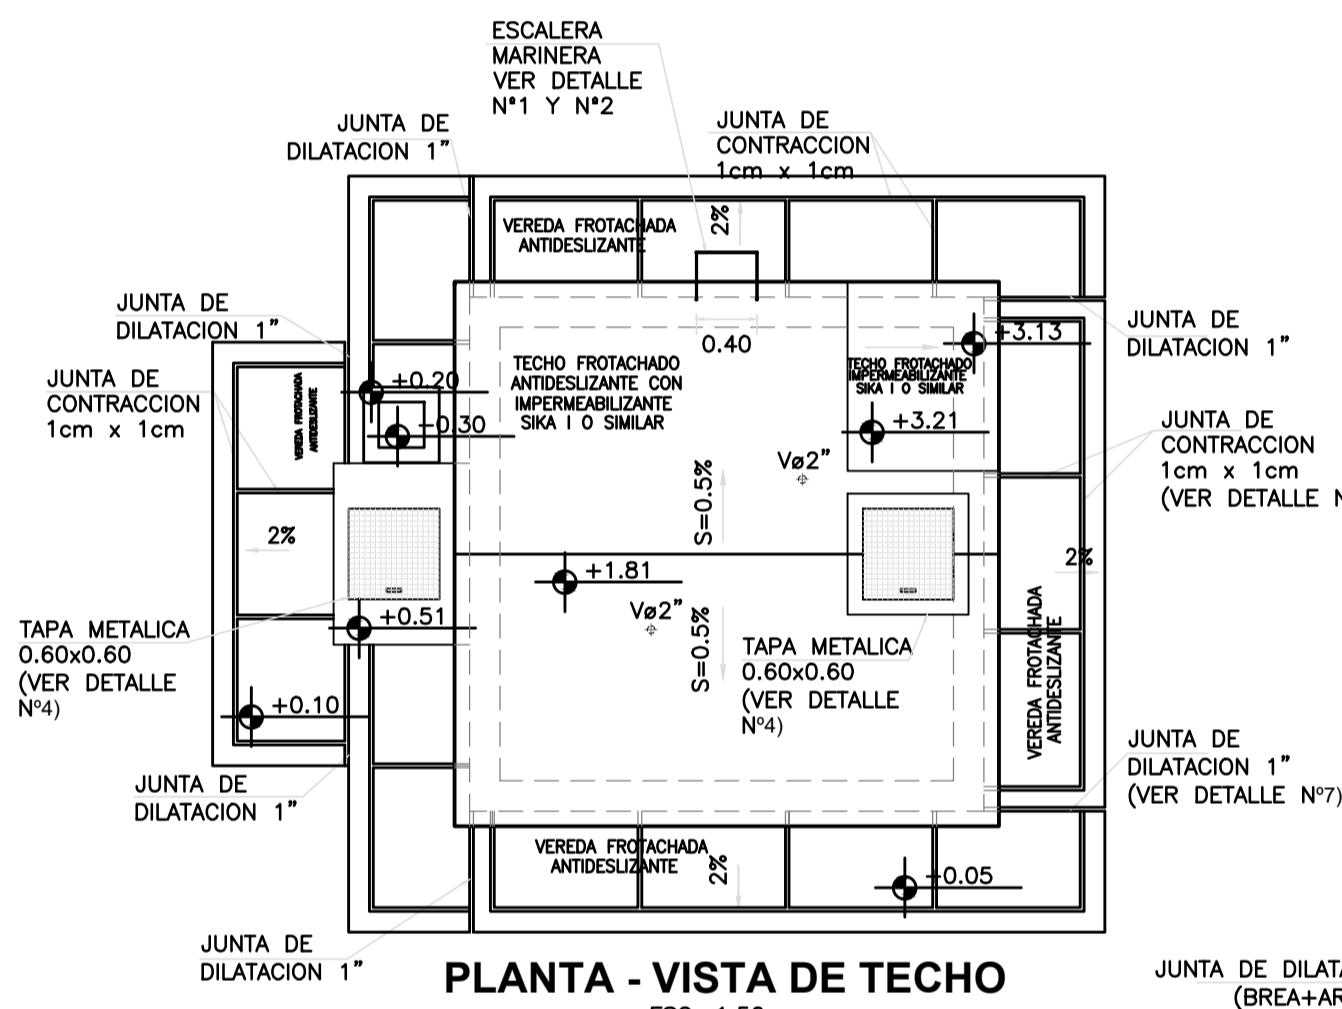 ESCALERA
MARINERA
VER DETALLE
Nº1 Y Nº2
JUNTA DE
DILATACION 1"
JUNTA DE
CONTRACCION
1cm x 1cm
VEREDA FROTACHADA
ANTIDESLIZANTE
2%
JUNTA DE
DILATACION 1"
JUNTA DE
CONTRACCION
1cm x 1cm
VEREDA FROTACHADA
ANTIDESLIZANTE
+0.20
-0.30
TECHO FROTACHADO
ANTIDESLIZANTE CON
IMPERMEABILIZANTE
SIKA I O SIMILAR
0.40
TECHO FROTACHADO
IMPERMEABILIZANTE
SIKA I O SIMILAR
+3.13
+3.21
JUNTA DE
DILATACION 1"
JUNTA DE
CONTRACCION
1cm x 1cm
(VER DETALLE N
Vø2"
S=0.5%
2%
2%
+1.81
Vø2"
S=0.5%
+0.51
TAPA METALICA
0.60x0.60
(VER DETALLE
Nº4)
TAPA METALICA
0.60x0.60
(VER DETALLE
Nº4)
VEREDA FROTACHADA
ANTIDESLIZANTE
+0.10
JUNTA DE
DILATACION 1"
JUNTA DE
DILATACION 1"
(VER DETALLE Nº7)
VEREDA FROTACHADA
ANTIDESLIZANTE
2%
+0.05
JUNTA DE
DILATACION 1"
PLANTA - VISTA DE TECHO
JUNTA DE DILATA
(BREA+AR